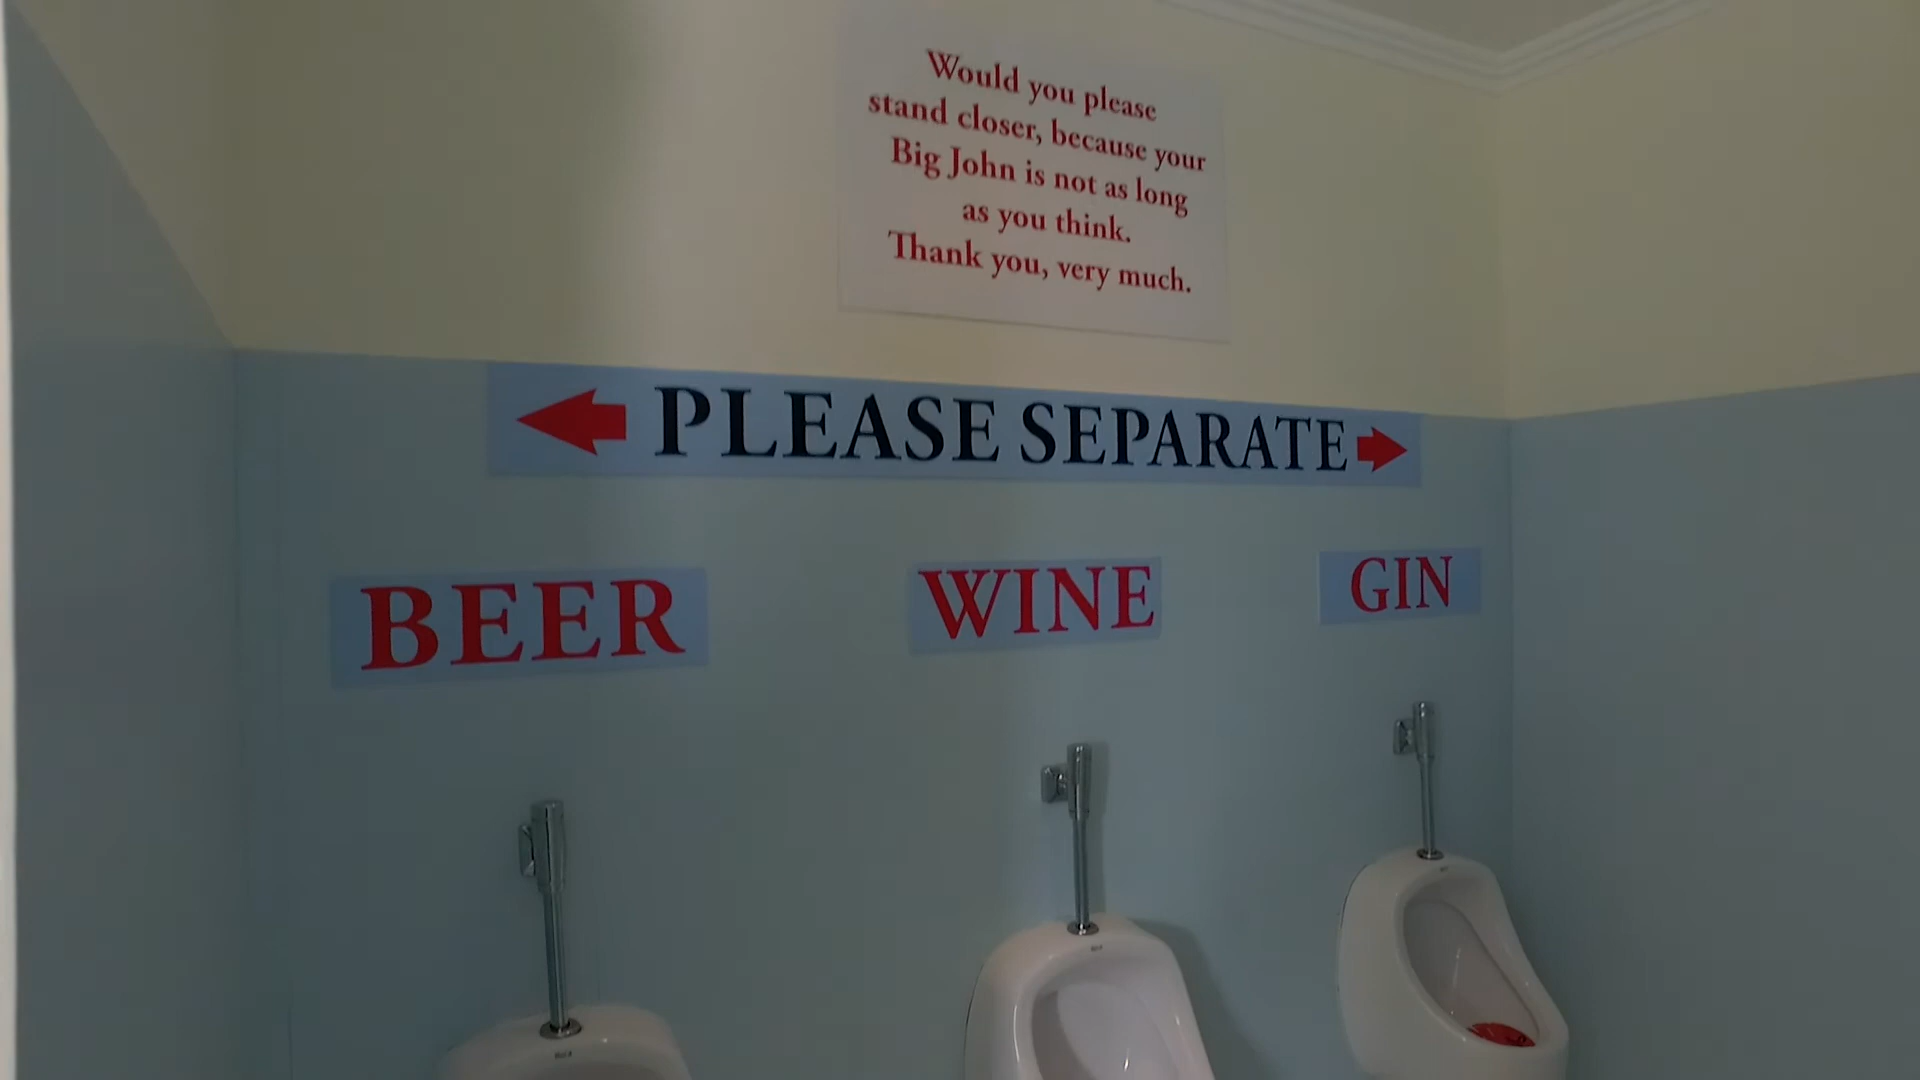 Would you please
stand closer, because your
Big John is not as long
as you think.
Thank you, very much.
PLEASE SEPARATE
BEER
WINE
GIN